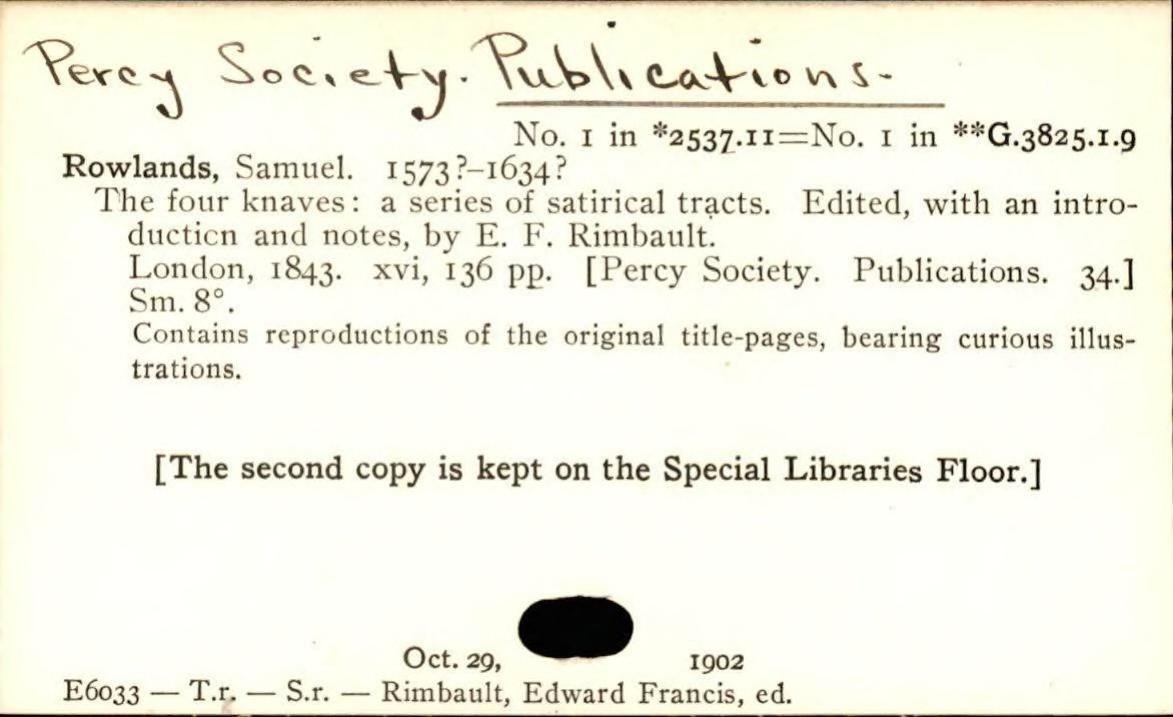 Percy Society. Publications.
No. 1 in *2537.11=No. 1 in **G.3825.1.9
Rowlands, Samuel. 1573?–1634?
The four knaves: a series of satirical tracts. Edited, with an intro-
duction and notes, by E. F. Rimbault.
London, 1843. xvi, 136 pp. [Percy Society. Publications. 34.]
Sm. 8°.
Contains reproductions of the original title-pages, bearing curious illus-
trations.
[The second copy is kept on the Special Libraries Floor.]
Oct. 29, 1902
E6033 — T.r. — S.r. — Rimbault, Edward Francis, ed.